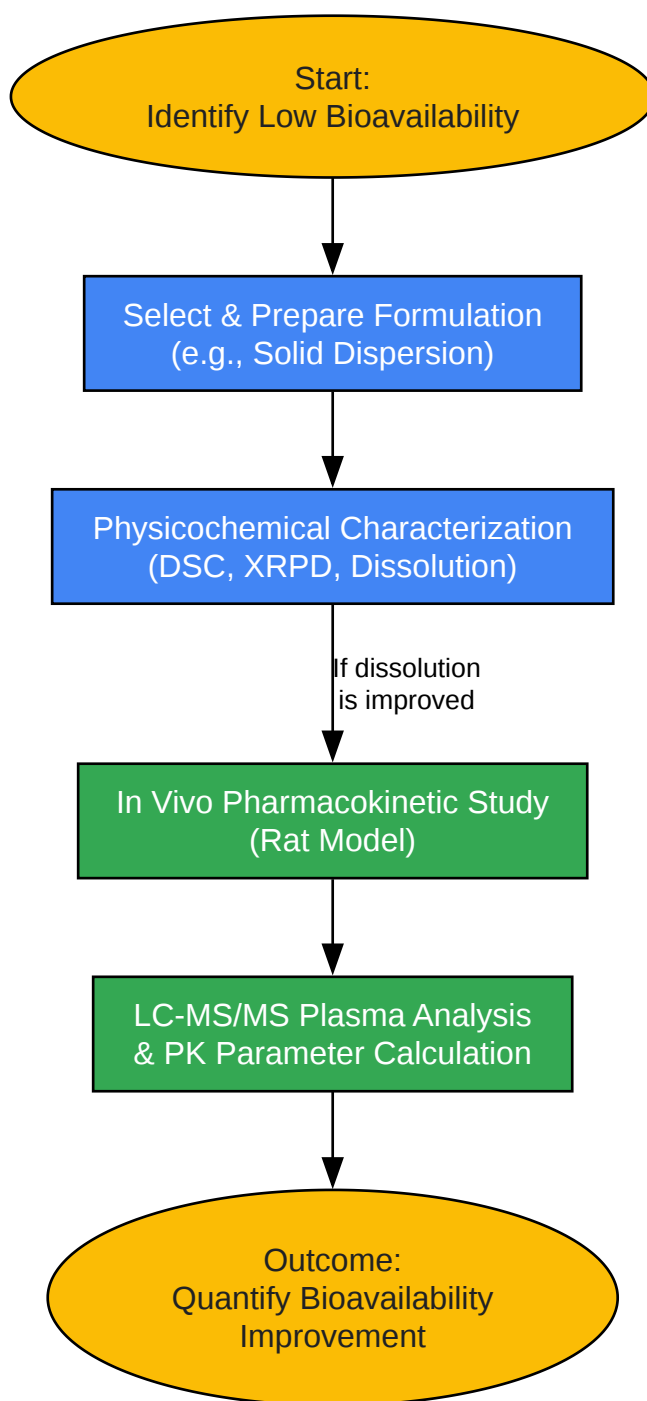 Start:
Identify Low Bioavailability
Select & Prepare Formulation
(e.g., Solid Dispersion)
Physicochemical Characterization
(DSC, XRPD, Dissolution)
If dissolution
is improved
In Vivo Pharmacokinetic Study
(Rat Model)
LC-MS/MS Plasma Analysis
& PK Parameter Calculation
Outcome:
Quantify Bioavailability
Improvement